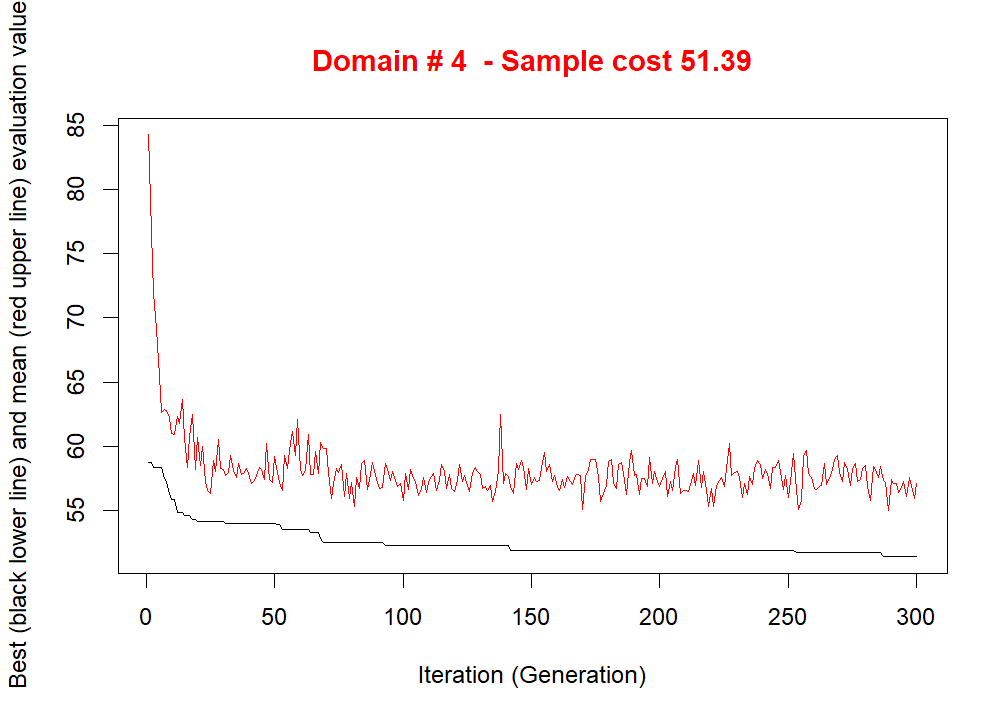 Domain # 4  - Sample cost 51.39
Best (black lower line) and mean (red upper line) evaluation value
85
80
75
70
65
60
55
0 50 100 150 200 250 300
Iteration (Generation)